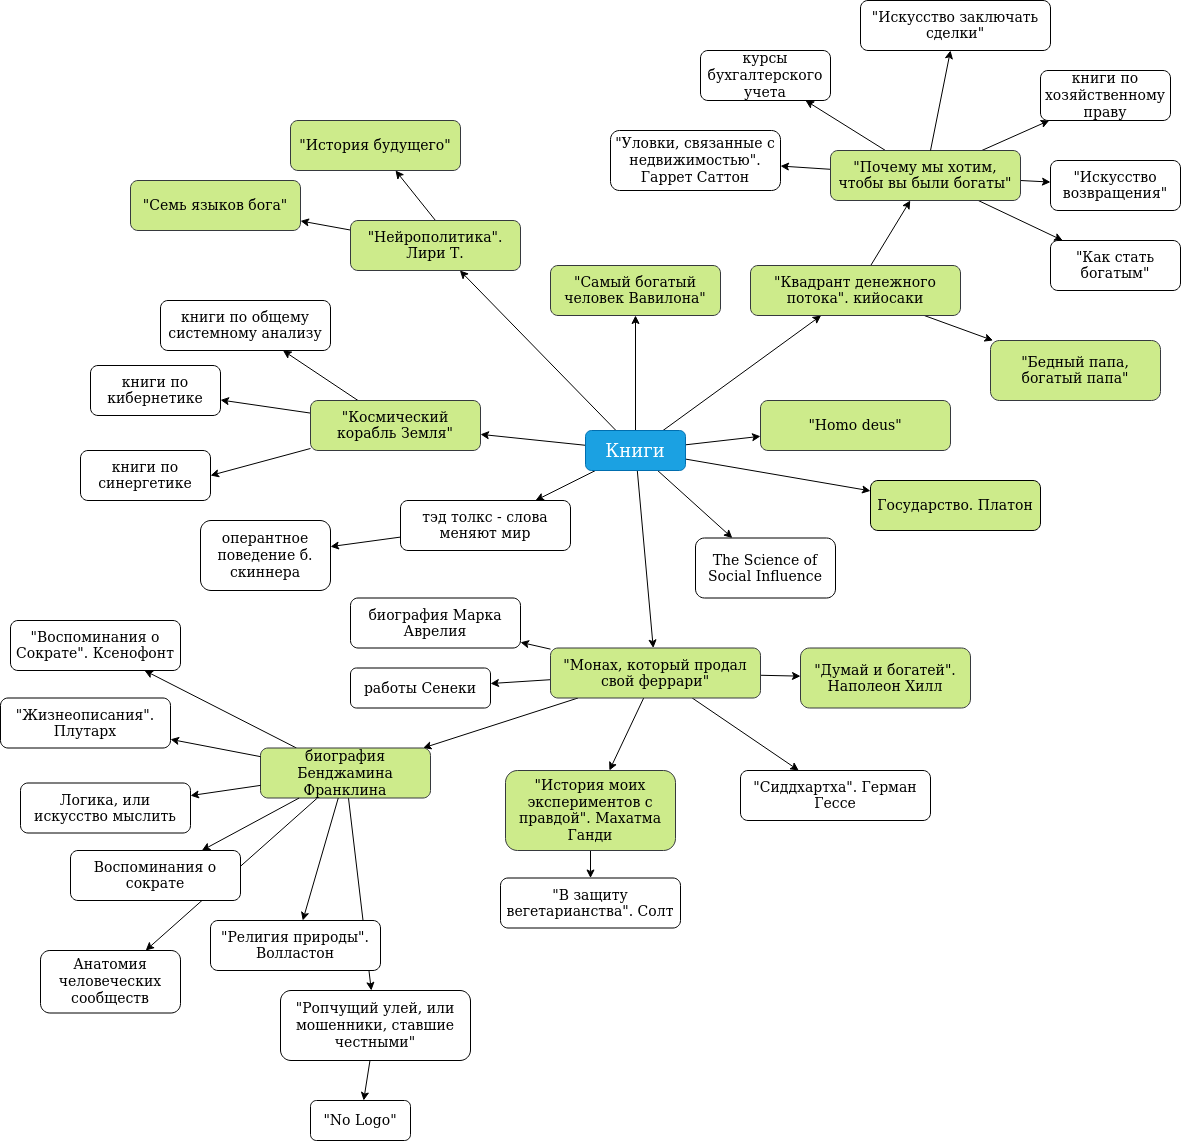 "Искусство заключать
сделки"
курсы
бухгалтерского
учета
книги по
хозяйственному
праву
"История будущего"
"Уловки, связанные с
недвижимостью".
Гаррет Саттон
"Почему мы хотим,
чтобы вы были богаты"
"Искусство
возвращения"
"Семь языков бога"
"Нейрополитика".
Лири Т.
"Как стать
богатым"
"Самый богатый
человек Вавилона"
"Квадрант денежного
потока". кийосаки
книги по общему
системному анализу
"Бедный папа,
богатый папа"
книги по
кибернетике
"Космический
корабль Земля"
"Homo deus"
Книги
книги по
синергетике
Государство. Платон
тэд толкс - слова
меняют мир
оперантное
поведение б.
скиннера
The Science of
Social Influence
биография Марка
Аврелия
"Воспоминания о
Сократе". Ксенофонт
"Монах, который продал
свой феррари"
"Думай и богатей".
Наполеон Хилл
работы Сенеки
"Жизнеописания".
Плутарх
биография
Бенджамина
Франклина
"История моих
экспериментов с
правдой". Махатма
Ганди
"Сиддхартха". Герман
Гессе
Логика, или
искусство мыслить
Воспоминания о
сократе
"В защиту
вегетарианства". Солт
"Религия природы".
Волластон
Анатомия
человеческих
сообществ
"Ропчущий улей, или
мошенники, ставшие
честными"
"No Logo"